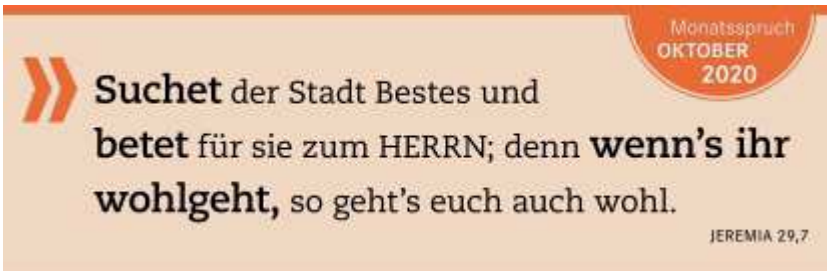 Monatsspruch
OKTOBER
2020
Suchet der Stadt Bestes und
betet für sie zum HERRN; denn wenn's ihr
wohlgeht, so geht's euch auch wohl.
JEREMIA 29,7